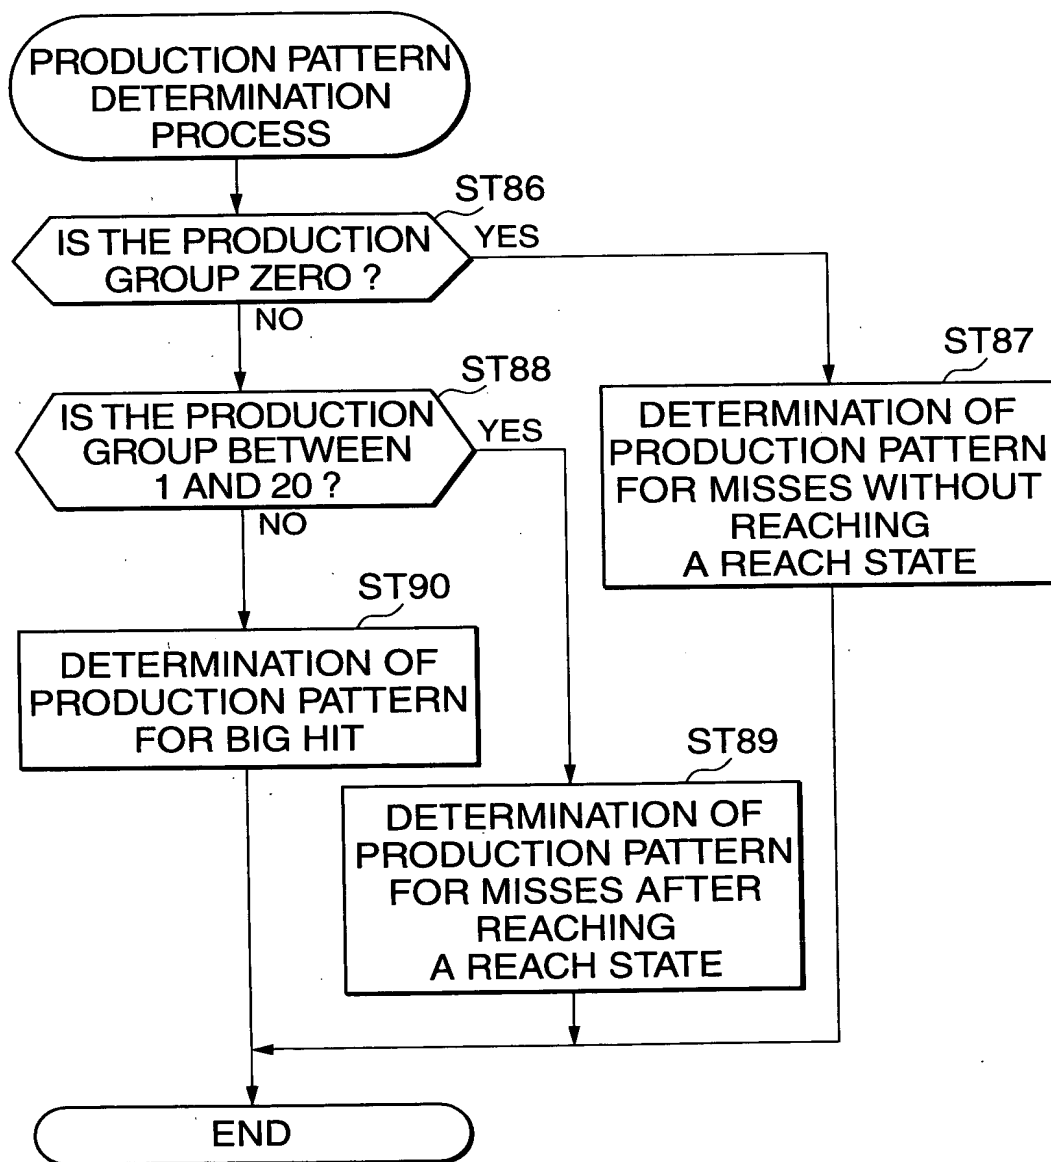 PRODUCTION PATTERN
DETERMINATION
PROCESS
ST86
IS THE PRODUCTION
GROUP ZERO ?
YES
NO
ST87
DETERMINATION OF
PRODUCTION PATTERN
FOR MISSES WITHOUT
REACHING
A REACH STATE
ST88
IS THE PRODUCTION
GROUP BETWEEN
1 AND 20 ?
YES
NO
ST90
DETERMINATION OF
PRODUCTION PATTERN
FOR BIG HIT
ST89
DETERMINATION OF
PRODUCTION PATTERN
FOR MISSES AFTER
REACHING
A REACH STATE
END